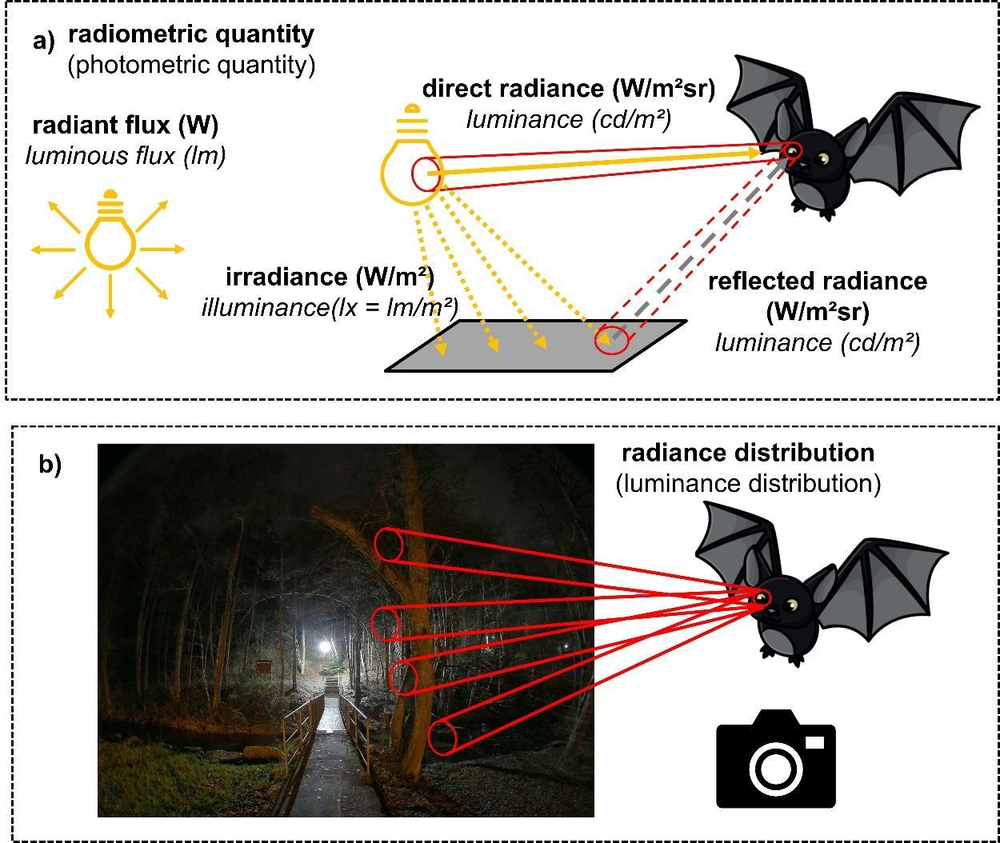 a) radiometric quantity
(photometric quantity)
radiant flux (W)
luminous flux (lm)
direct radiance (W/m²sr)
luminance (cd/m²)
irradiance (W/m²)
illuminance(lx = lm/m²)
reflected radiance
(W/m²sr)
luminance (cd/m²)
b)
radiance distribution
(luminance distribution)